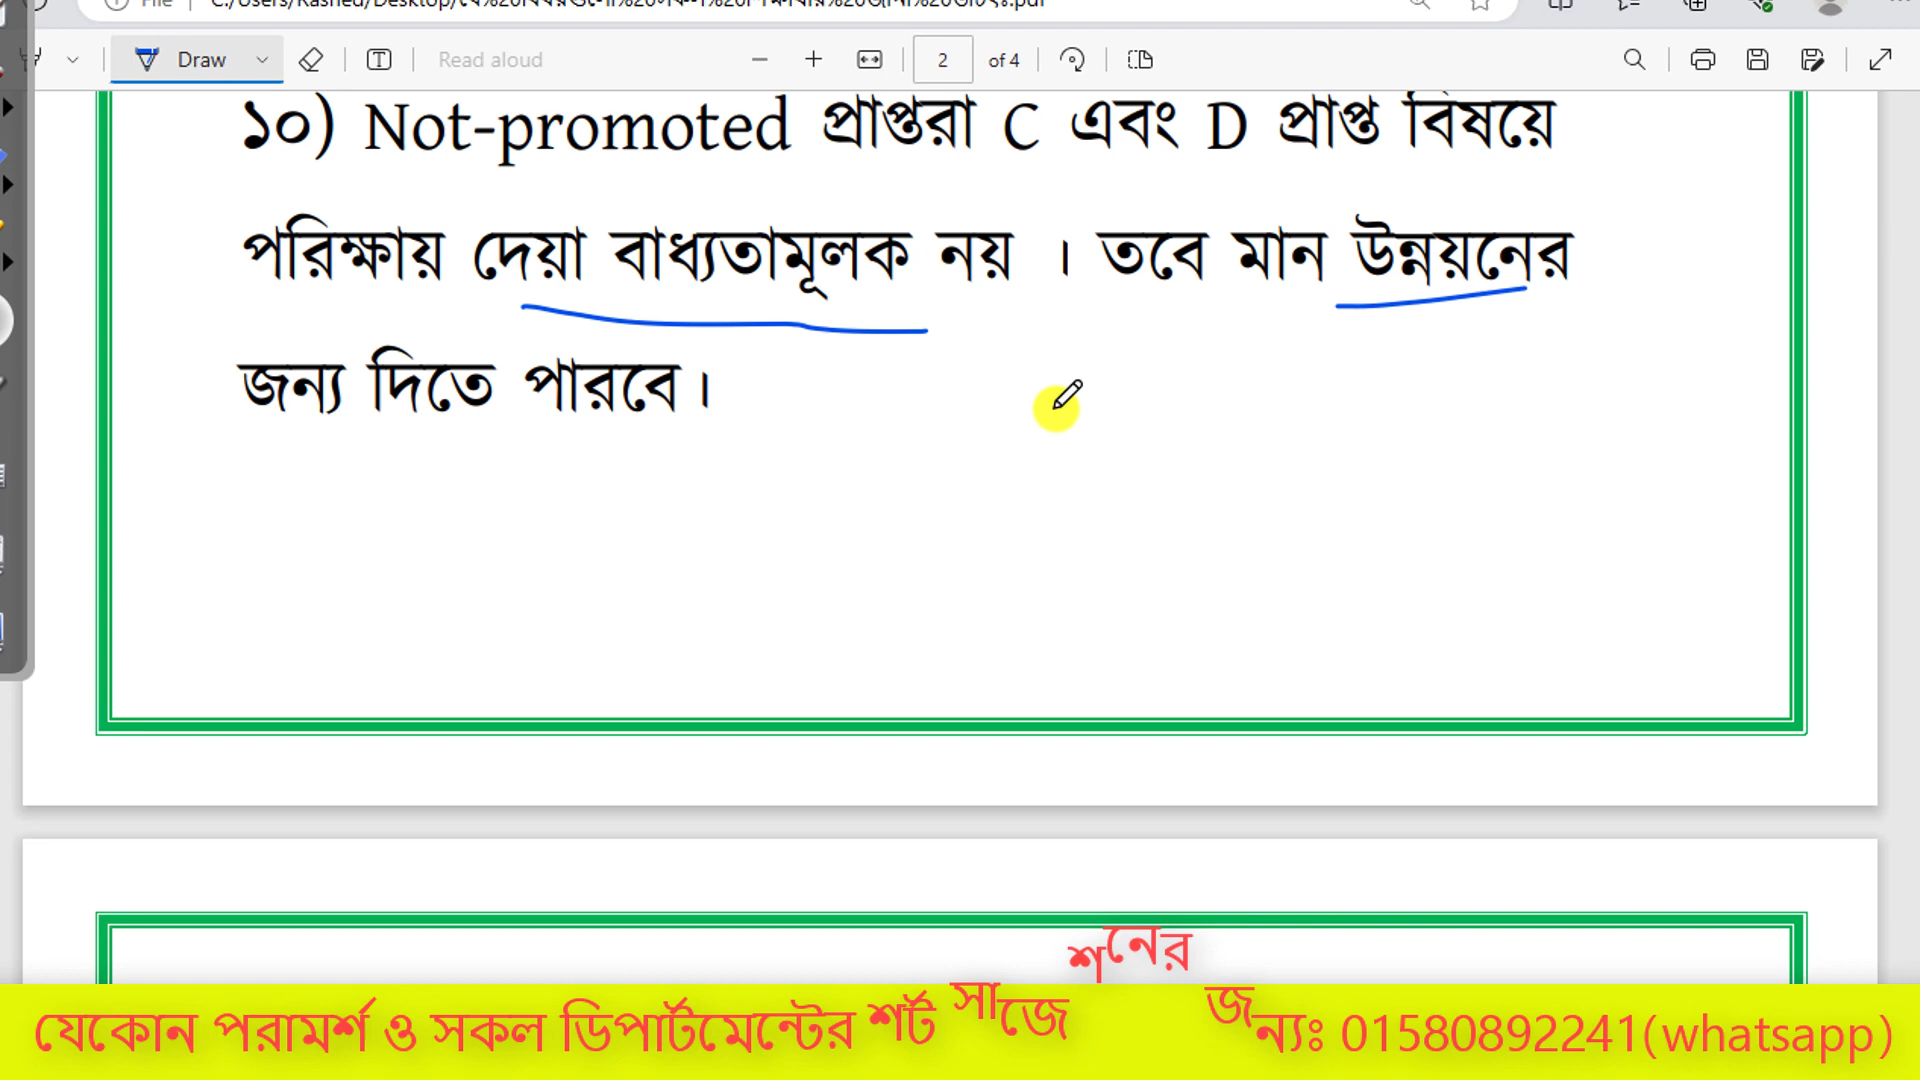 File
Draw
Read aloud
2
of 4
১০) Not-promoted প্রাপ্তরা C এবং D প্রাপ্ত বিষয়ে
পরিক্ষায় দেয়া বাধ্যতামূলক নয় । তবে মান উন্নয়নের
জন্য দিতে পারবে।
যেকোন পরামর্শ ও সকল ডিপার্টমেন্টের শর্ট সাজেশনের জন্যঃ 01580892241(whatsapp)